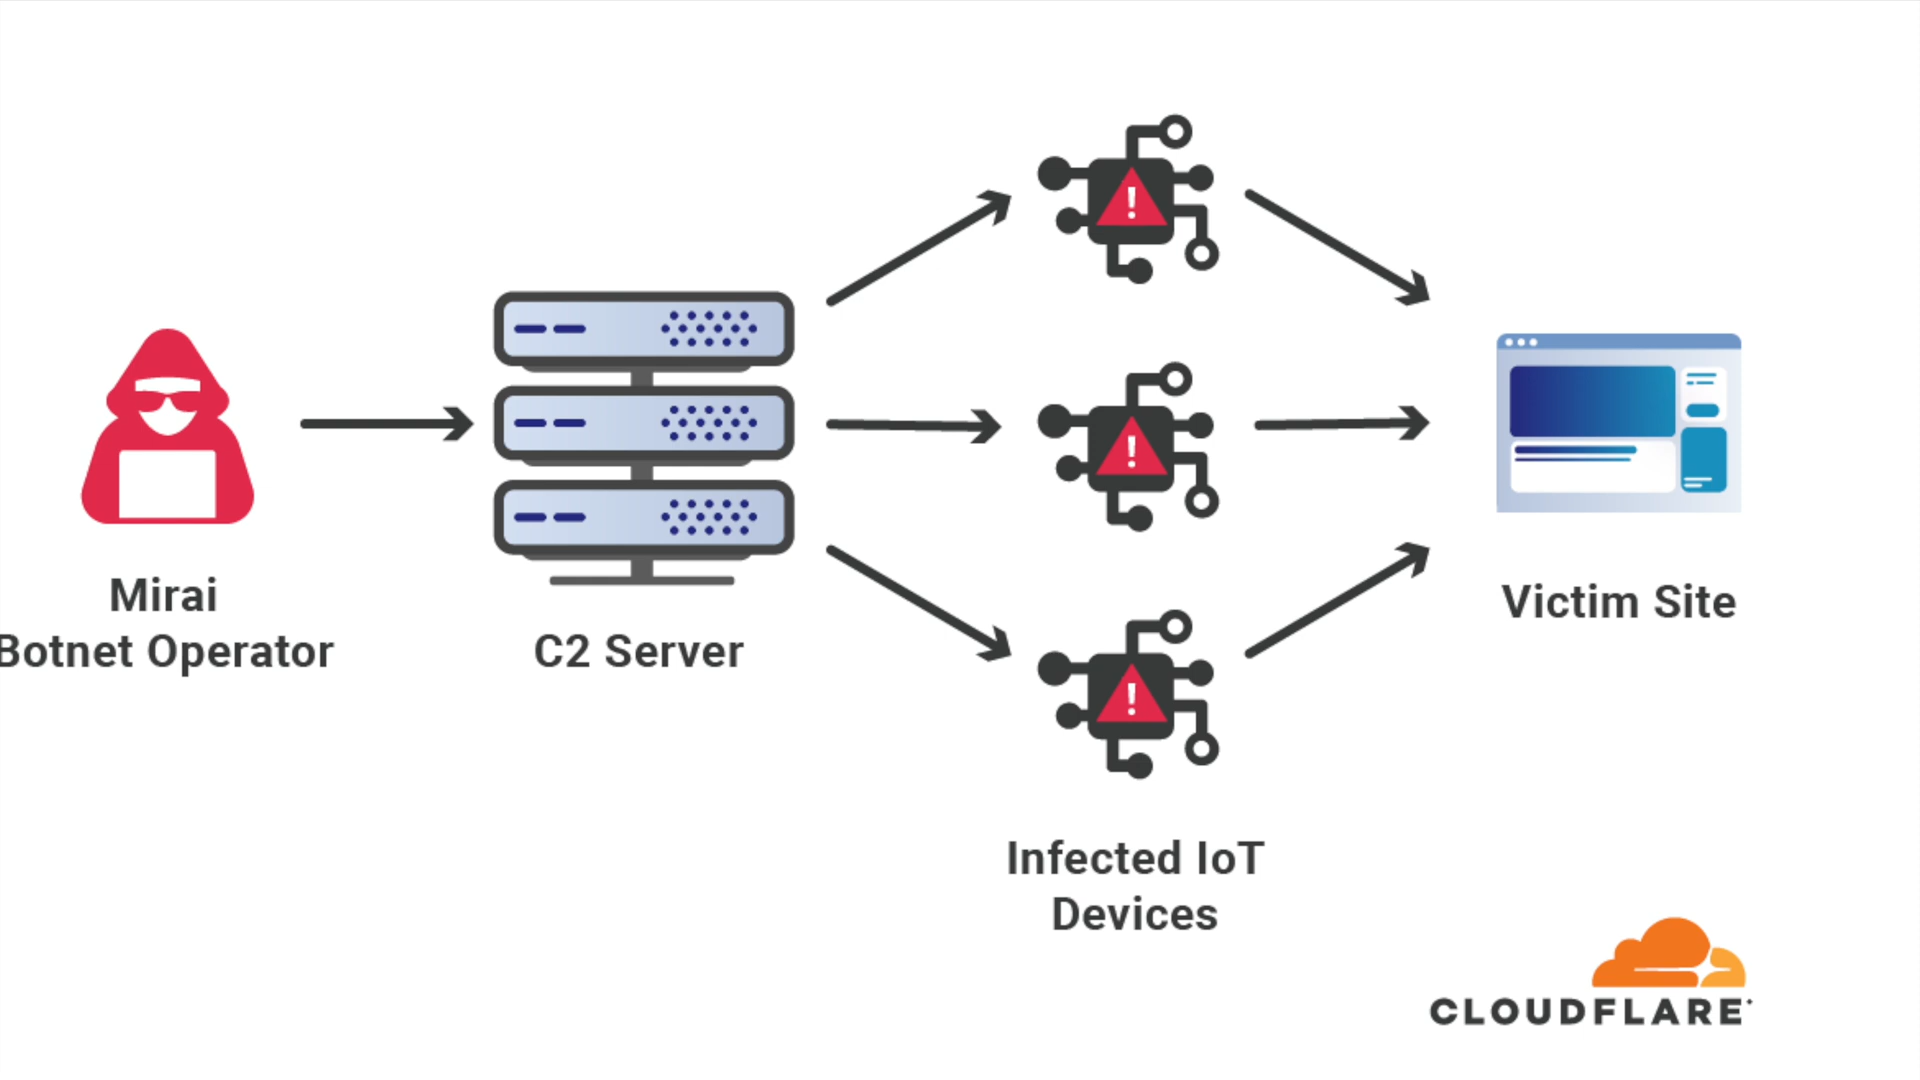 Mirai
Botnet Operator
C2 Server
Infected IoT
Devices
Victim Site
CLOUDFLARE